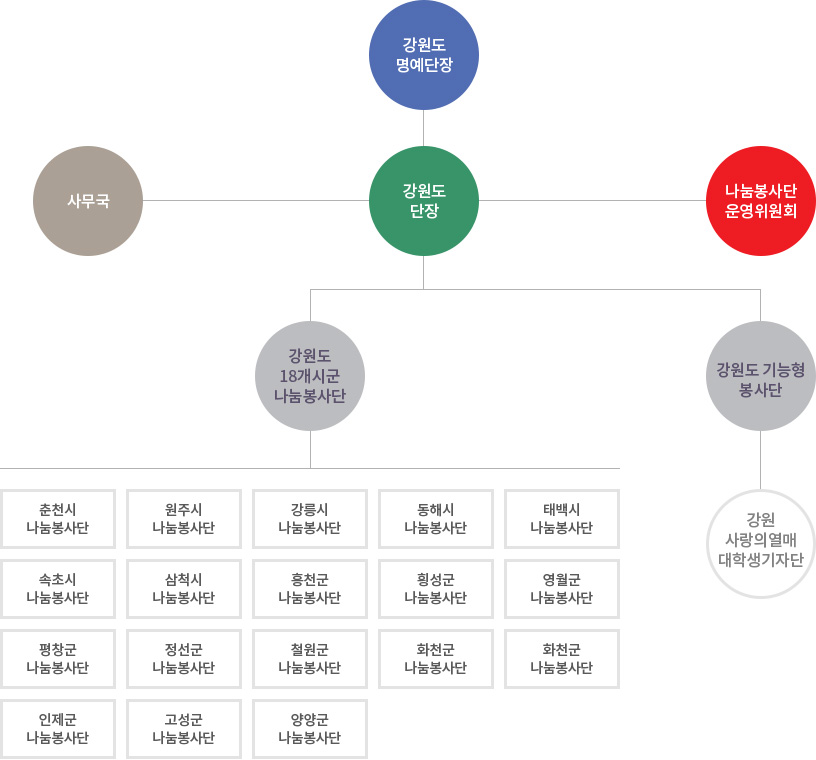 강원도
명예단장
사무국
강원도
단장
나눔봉사단
운영위원회
강원도
18개시군
나눔봉사단
강원도 기능형
봉사단
춘천시
나눔봉사단
원주시
나눔봉사단
강릉시
나눔봉사단
동해시
나눔봉사단
태백시
나눔봉사단
속초시
나눔봉사단
삼척시
나눔봉사단
홍천군
나눔봉사단
횡성군
나눔봉사단
영월군
나눔봉사단
평창군
나눔봉사단
정선군
나눔봉사단
철원군
나눔봉사단
화천군
나눔봉사단
화천군
나눔봉사단
인제군
나눔봉사단
고성군
나눔봉사단
양양군
나눔봉사단
강원
사랑의열매
대학생기자단